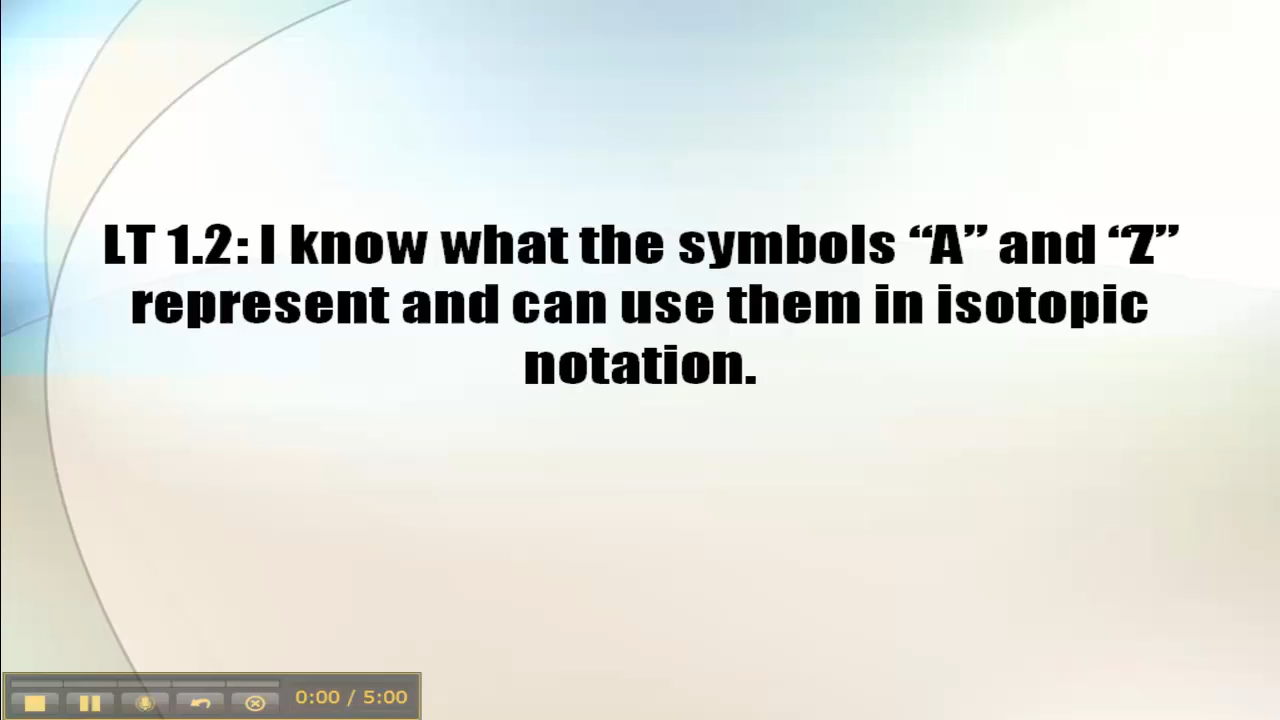 LT 1.2: I know what the symbols “A” and “Z”
represent and can use them in isotopic
notation.
0:00 / 5:00